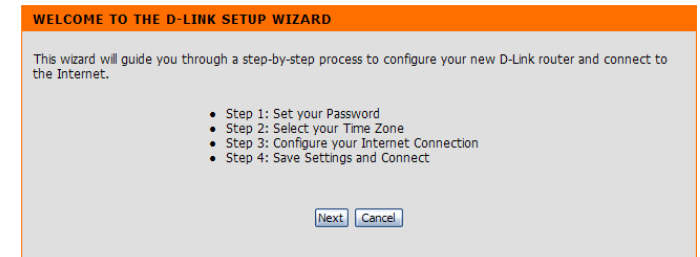 WELCOME TO THE D-LINK SETUP WIZARD
This wizard will guide you through a step-by-step process to configure your new D-Link router and connect to
the Internet.
• Step 1: Set your Password
• Step 2: Select your Time Zone
• Step 3: Configure your Internet Connection
• Step 4: Save Settings and Connect
Next Cancel